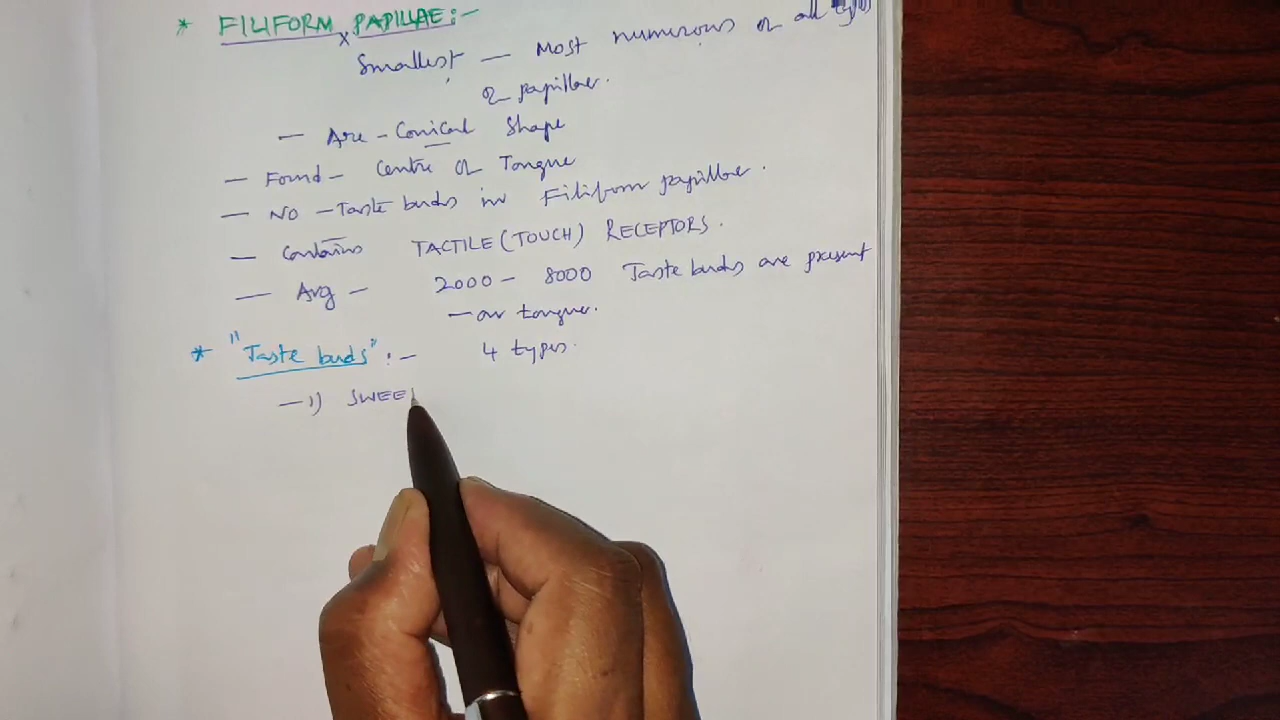 * FILIFORM PAPILLAE:-
x
Smallest — Most numerous of all types
of papillae.
— Are - Conical Shape
— Found - Centre of Tongue
— No - Taste buds in Filiform papillae.
— Contains TACTILE (TOUCH) RECEPTORS.
— Avg - 2000 - 8000 Taste buds are present
— on tongue.
* "Taste buds" :- 4 types.
— 1) SWEE